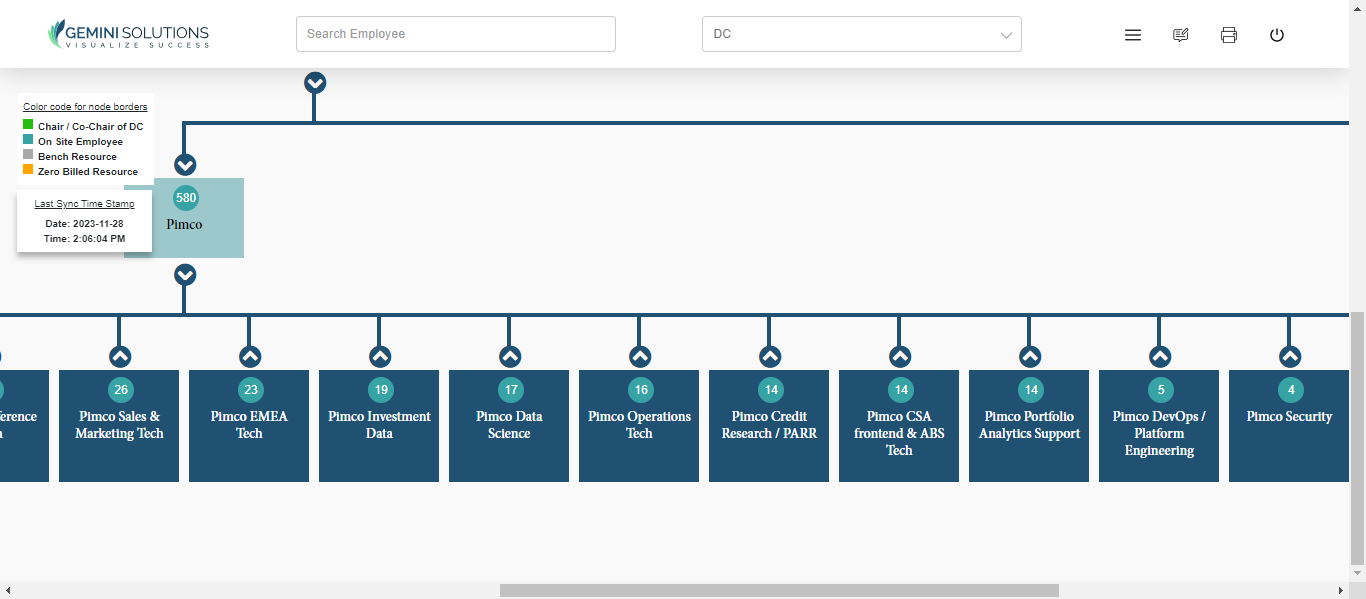 GEMINI SOLUTIONS
VISUALIZE SUCCESS
Search Employee
DC
Color code for node borders
Chair / Co-Chair of DC
On Site Employee
Bench Resource
Zero Billed Resource
Last Sync Time Stamp
Date: 2023-11-28
Time: 2:06:04 PM
580
Pimco
26
Pimco Sales &
Marketing Tech
23
Pimco EMEA
Tech
19
Pimco Investment
Data
17
Pimco Data
Science
16
Pimco Operations
Tech
14
Pimco Credit
Research / PARR
14
Pimco CSA
frontend & ABS
Tech
14
Pimco Portfolio
Analytics Support
5
Pimco DevOps /
Platform
Engineering
4
Pimco Security